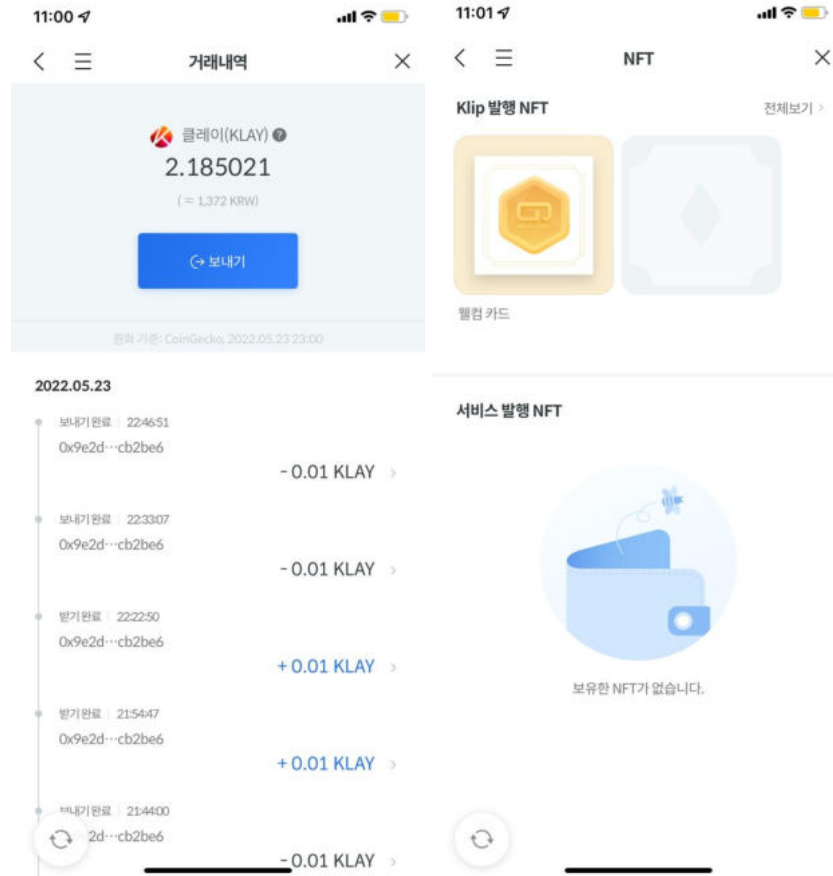 11:00
거래내역
클레이(KLAY) ?
2.185021
( ≈ 1,372 KRW)
보내기
원화 기준: CoinGecko, 2022.05.23 23:00
2022.05.23
보내기 완료 | 22:46:51
0x9e2d···cb2be6
- 0.01 KLAY
보내기 완료 | 22:33:07
0x9e2d···cb2be6
- 0.01 KLAY
받기 완료 | 22:22:50
0x9e2d···cb2be6
+ 0.01 KLAY
받기 완료 | 21:54:47
0x9e2d···cb2be6
+ 0.01 KLAY
보내기 완료 | 21:44:00
2d···cb2be6
- 0.01 KLAY
11:01
NFT
Klip 발행 NFT
전체보기
웰컴 카드
서비스 발행 NFT
보유한 NFT가 없습니다.